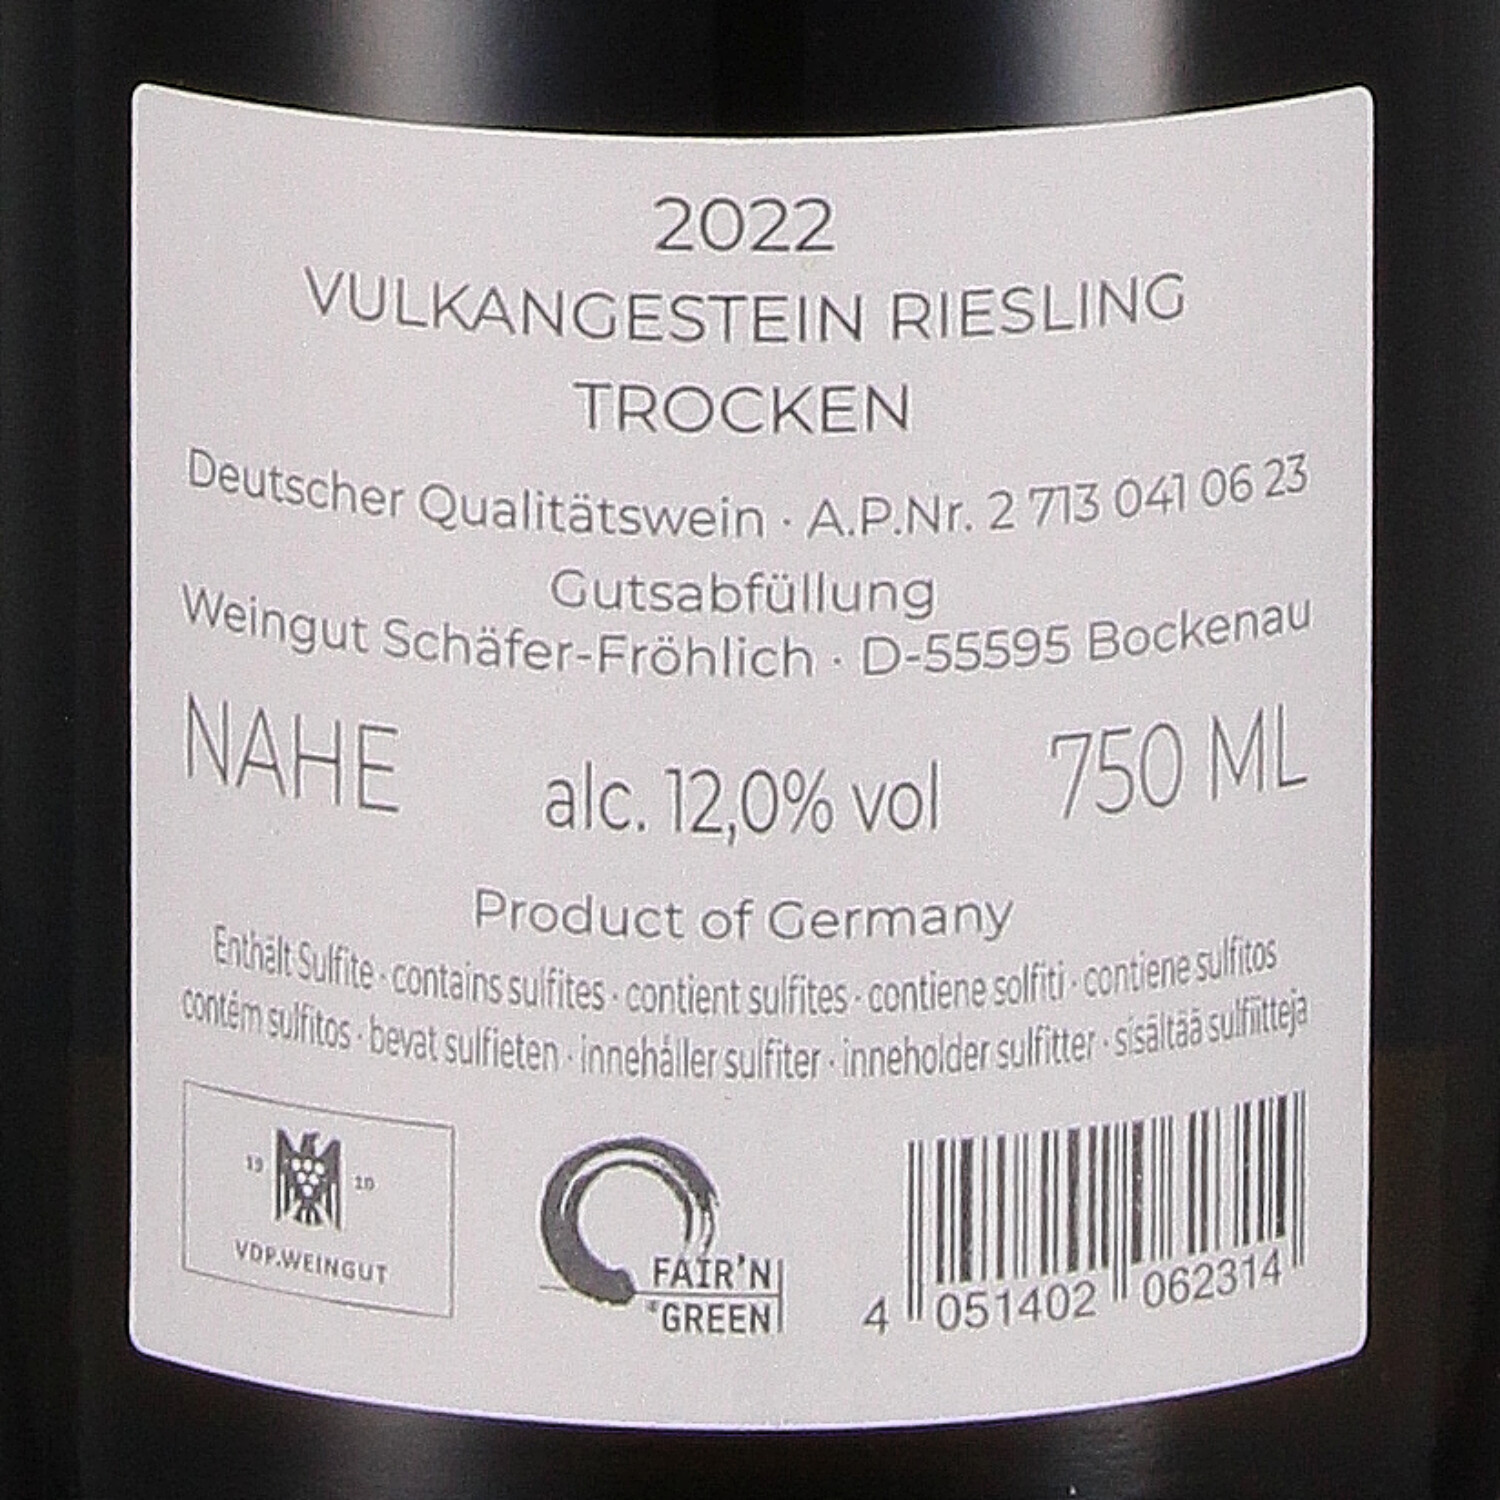 2022
VULKANGESTEIN RIESLING
TROCKEN
Deutscher Qualitätswein · A.P.Nr. 2 713 041 06 23
Gutsabfüllung
Weingut Schäfer-Fröhlich · D-55595 Bockenau
NAHE alc. 12,0% vol 750 ML
Product of Germany
Enthält Sulfite · contains sulfites · contient sulfites · contiene solfiti · contiene sulfitos
contém sulfitos · bevat sulfieten · innehåller sulfiter · inneholder sulfitter · sisältää sulfiitteja
19 10
VDP.WEINGUT
FAIR'N
GREEN
4 051402 062314